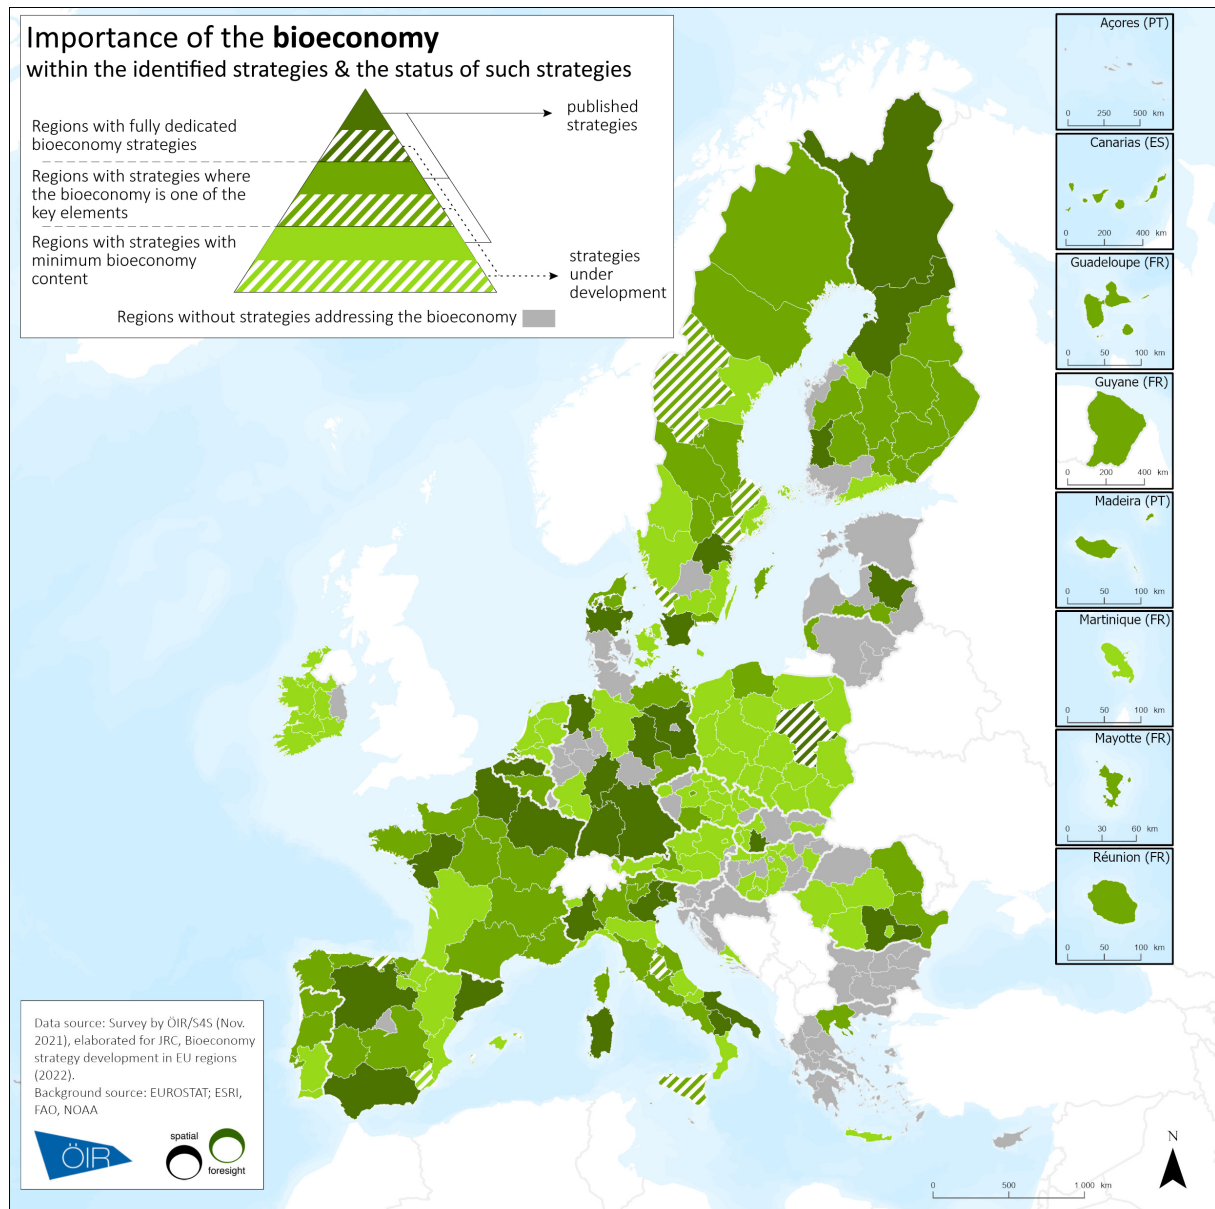 Importance of the bioeconomy
within the identified strategies & the status of such strategies
Regions with fully dedicated
bioeconomy strategies
Regions with strategies where
the bioeconomy is one of the
key elements
Regions with strategies with
minimum bioeconomy
content
published
strategies
strategies
under
development
Regions without strategies addressing the bioeconomy
Açores (PT)
0 250 500 km
Canarias (ES)
0 200 400 km
Guadeloupe (FR)
0 50 100 km
Guyane (FR)
0 200 400 km
Madeira (PT)
0 50 100 km
Martinique (FR)
0 50 100 km
Mayotte (FR)
0 30 60 km
Réunion (FR)
0 50 100 km
Data source: Survey by ÖIR/S4S (Nov.
2021), elaborated for JRC, Bioeconomy
strategy development in EU regions
(2022).
Background source: EUROSTAT; ESRI,
FAO, NOAA
ÖIR
spatial
foresight
N
0 500 1 000 km